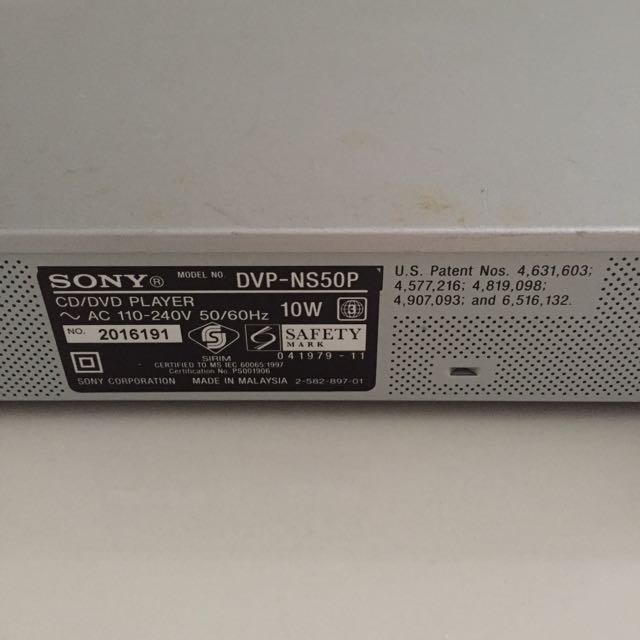 SONY® MODEL NO. DVP-NS50P
CD/DVD PLAYER
~ AC 110-240V 50/60Hz 10W 3
NO. 2016191
SIRIM
SAFETY
MARK
041979-11
CERTIFIED TO MS IEC 60065:1997
Certification No. PS001906
SONY CORPORATION MADE IN MALAYSIA 2-582-897-01
U.S. Patent Nos. 4,631,603;
4,577,216; 4,819,098;
4,907,093; and 6,516,132.